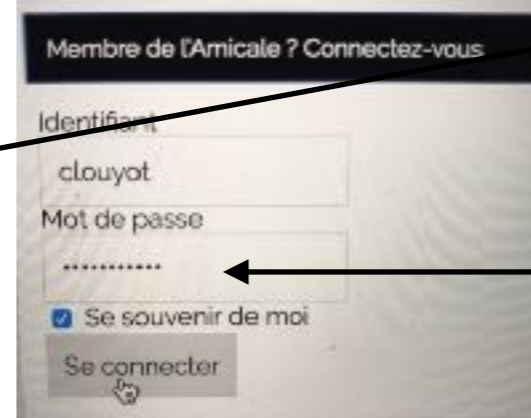 Membre de l'Amicale ? Connectez-vous
Identifiant
clouyot
Mot de passe
•••••••••••
Se souvenir de moi
Se connecter